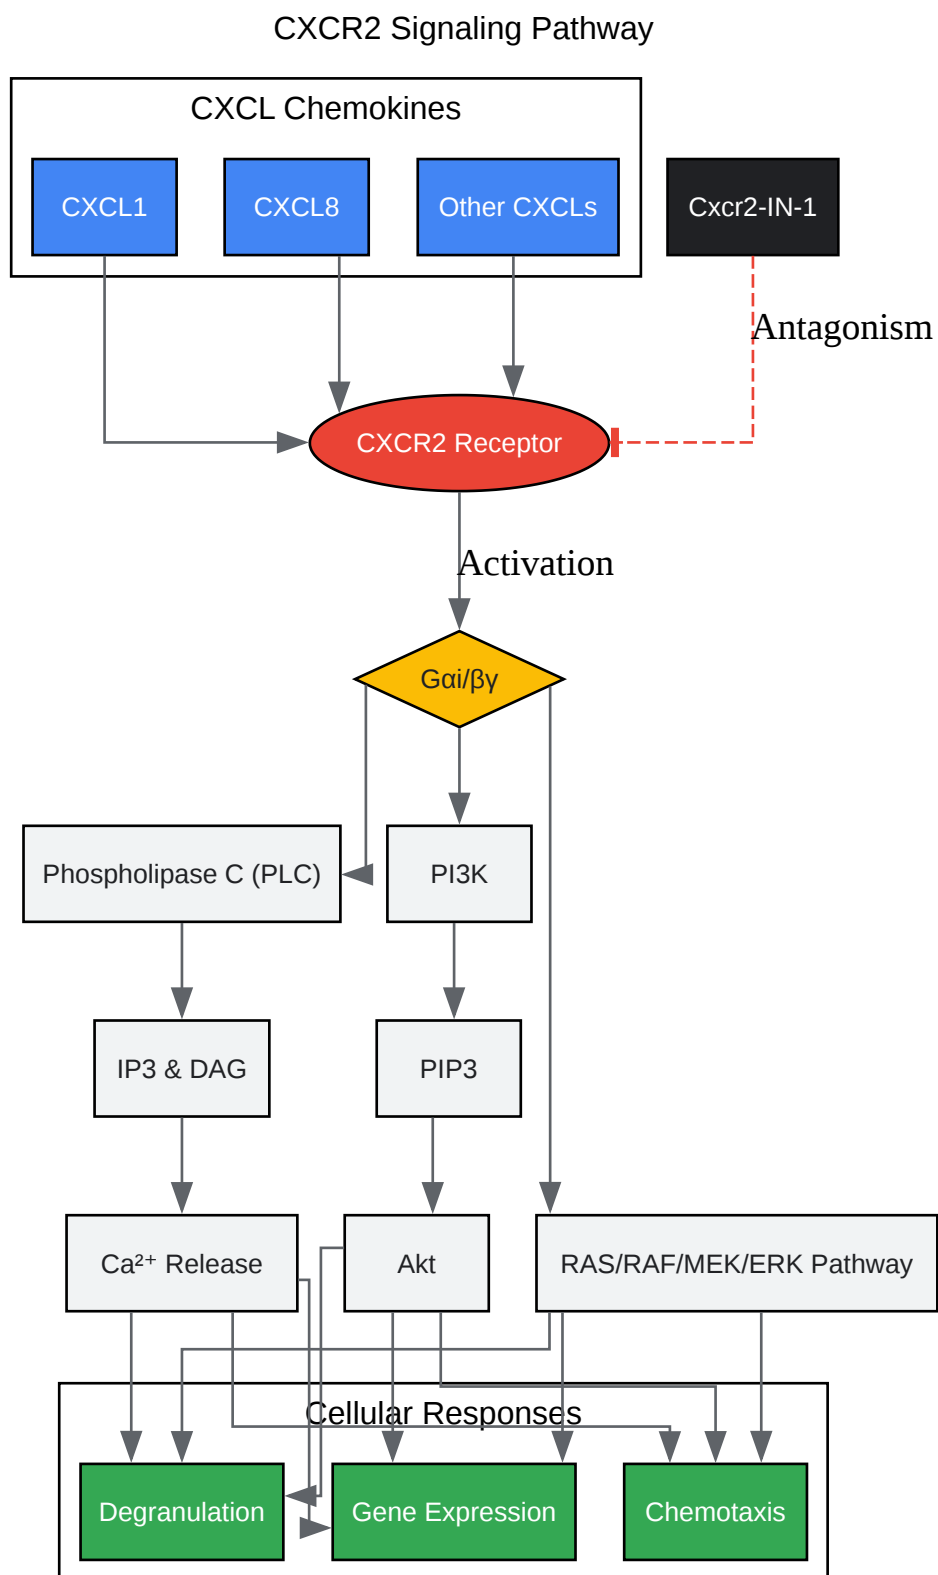 CXCR2 Signaling Pathway
CXCL Chemokines
CXCL1
CXCL8
Other CXCLs
Cxcr2-IN-1
Antagonism
CXCR2 Receptor
Activation
Gαi/βγ
Phospholipase C (PLC)
PI3K
IP3 & DAG
PIP3
Ca²⁺ Release
Akt
RAS/RAF/MEK/ERK Pathway
Cellular Responses
Degranulation
Gene Expression
Chemotaxis